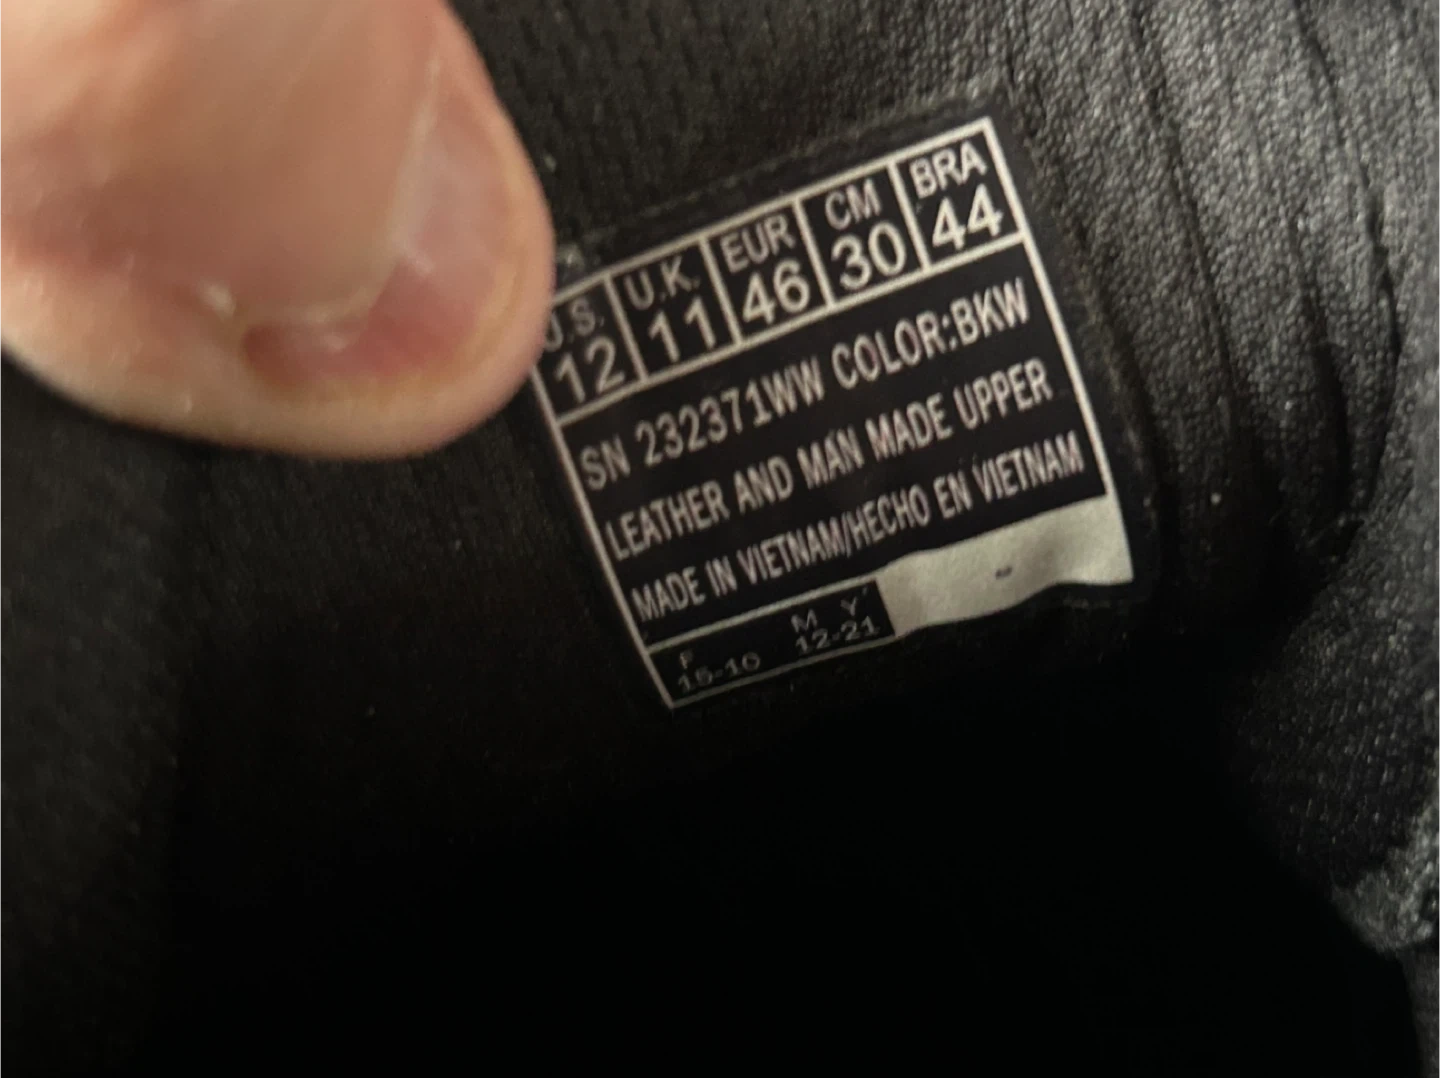 U.S. U.K. EUR CM BRA
12 11 46 30 44
SN 232371WW COLOR:BKW
LEATHER AND MAN MADE UPPER
MADE IN VIETNAM/HECHO EN VIETNAM
F M Y
15-10 12-21